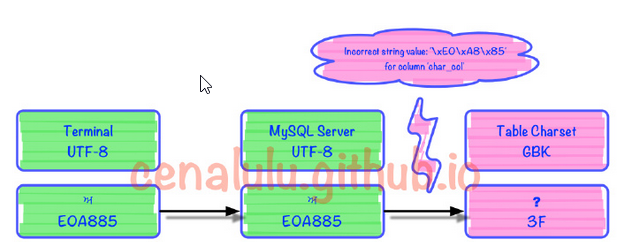 Incorrect string value: '\xE0\xA8\x85'
for column 'char_col'
Terminal
UTF-8
MySQL Server
UTF-8
Table Charset
GBK
cenalulu.github.io
ਅ
E0A885
ਅ
E0A885
?
3F